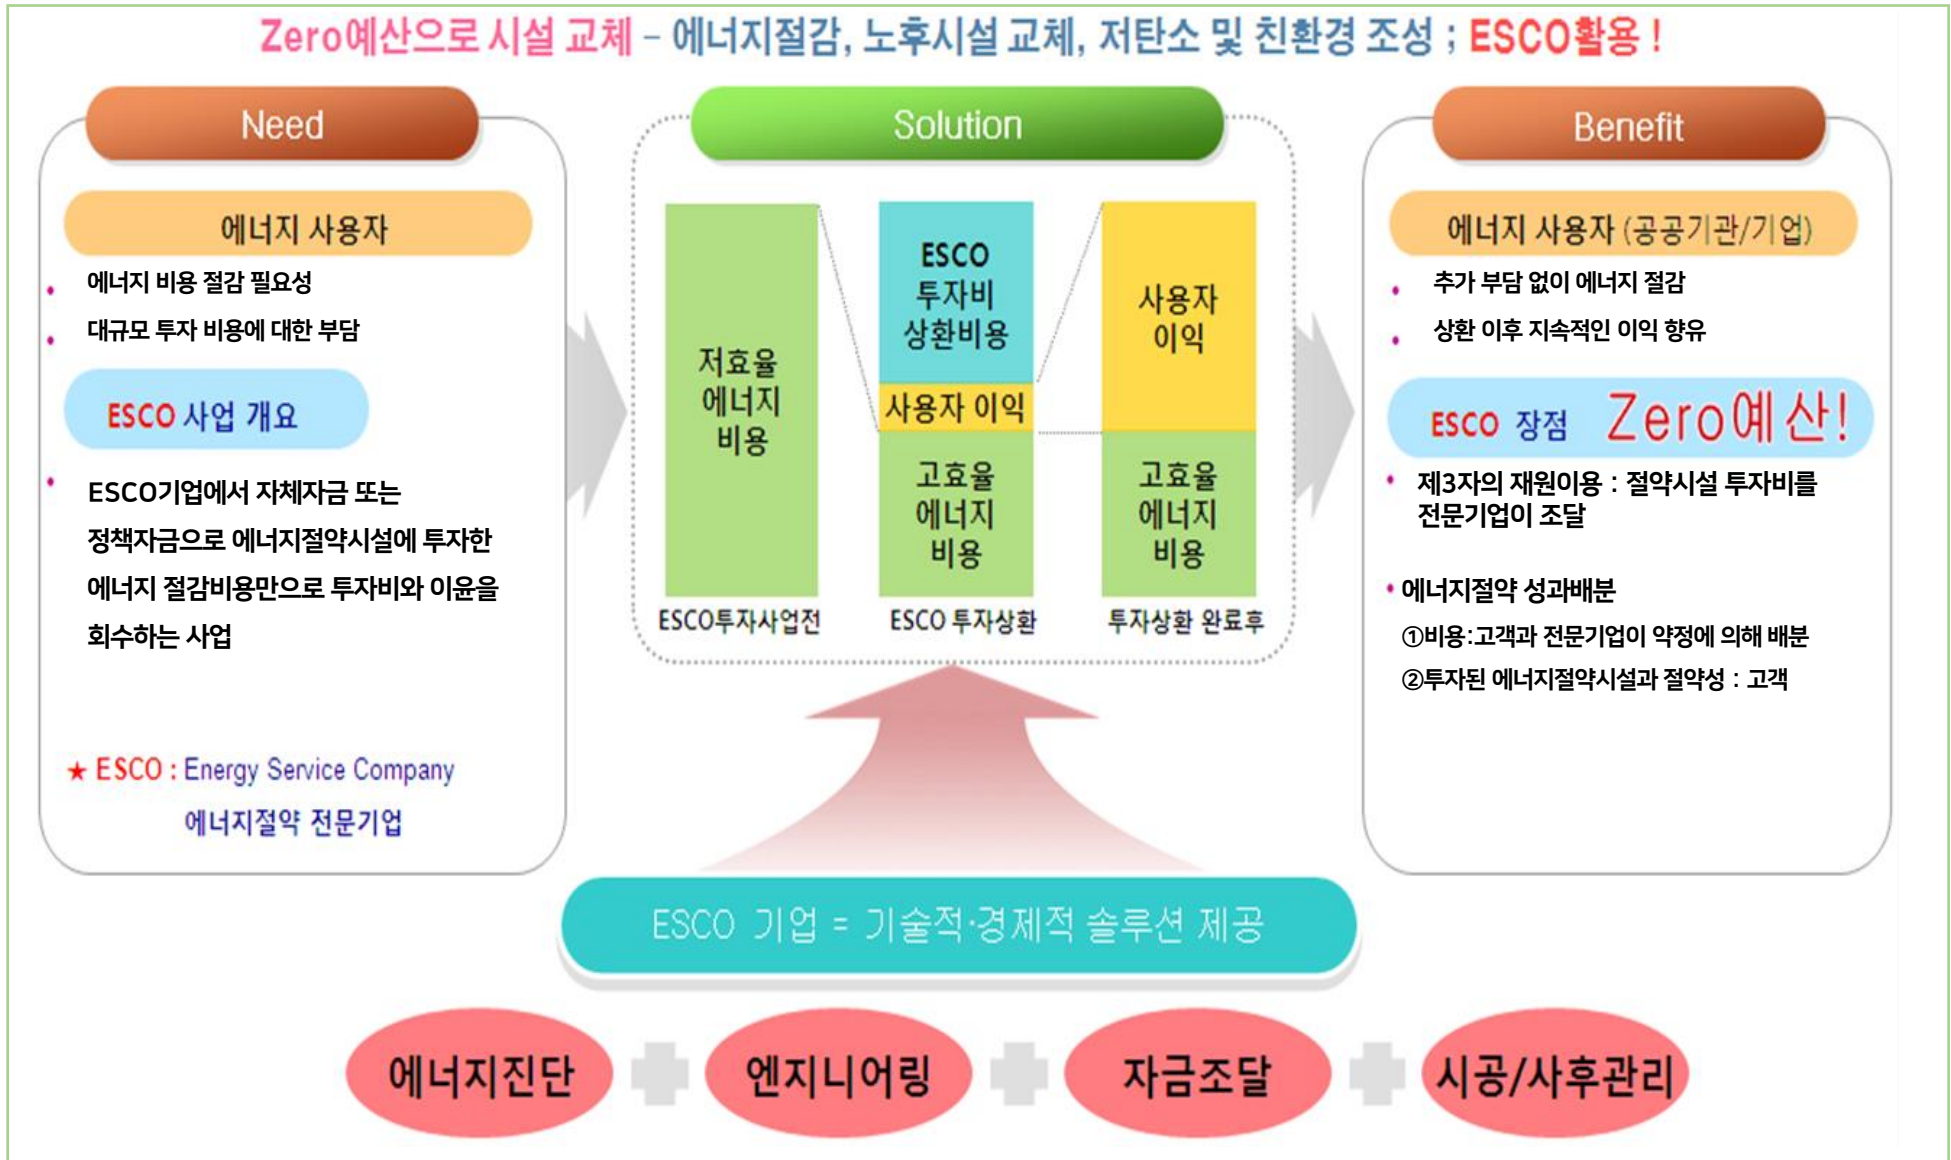 Zero예산으로 시설 교체 – 에너지절감, 노후시설 교체, 저탄소 및 친환경 조성 ; ESCO활용 !
Need
에너지 사용자
• 에너지 비용 절감 필요성
• 대규모 투자 비용에 대한 부담
ESCO 사업 개요
• ESCO기업에서 자체자금 또는
정책자금으로 에너지절약시설에 투자한
에너지 절감비용만으로 투자비와 이윤을
회수하는 사업
★ ESCO : Energy Service Company
에너지절약 전문기업
Solution
저효율
에너지
비용
ESCO투자사업전
ESCO
투자비
상환비용
사용자 이익
고효율
에너지
비용
ESCO 투자상환
사용자
이익
고효율
에너지
비용
투자상환 완료후
Benefit
에너지 사용자 (공공기관/기업)
• 추가 부담 없이 에너지 절감
• 상환 이후 지속적인 이익 향유
ESCO 장점 Zero예산!
• 제3자의 재원이용 : 절약시설 투자비를
전문기업이 조달
• 에너지절약 성과배분
①비용:고객과 전문기업이 약정에 의해 배분
②투자된 에너지절약시설과 절약성 : 고객
ESCO 기업 = 기술적·경제적 솔루션 제공
에너지진단
엔지니어링
자금조달
시공/사후관리